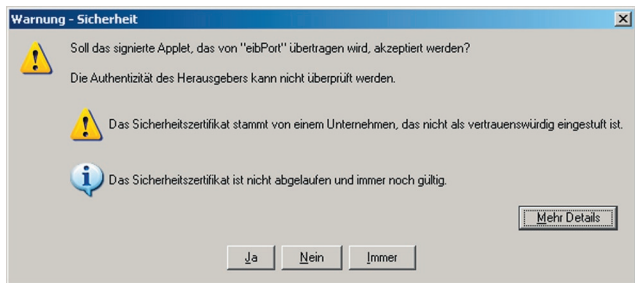 Warnung - Sicherheit
Soll das signierte Applet, das von "eibPort" übertragen wird, akzeptiert werden?
Die Authentizität des Herausgebers kann nicht überprüft werden.
Das Sicherheitszertifikat stammt von einem Unternehmen, das nicht als vertrauenswürdig eingestuft ist.
Das Sicherheitszertifikat ist nicht abgelaufen und immer noch gültig.
Mehr Details
Ja Nein Immer